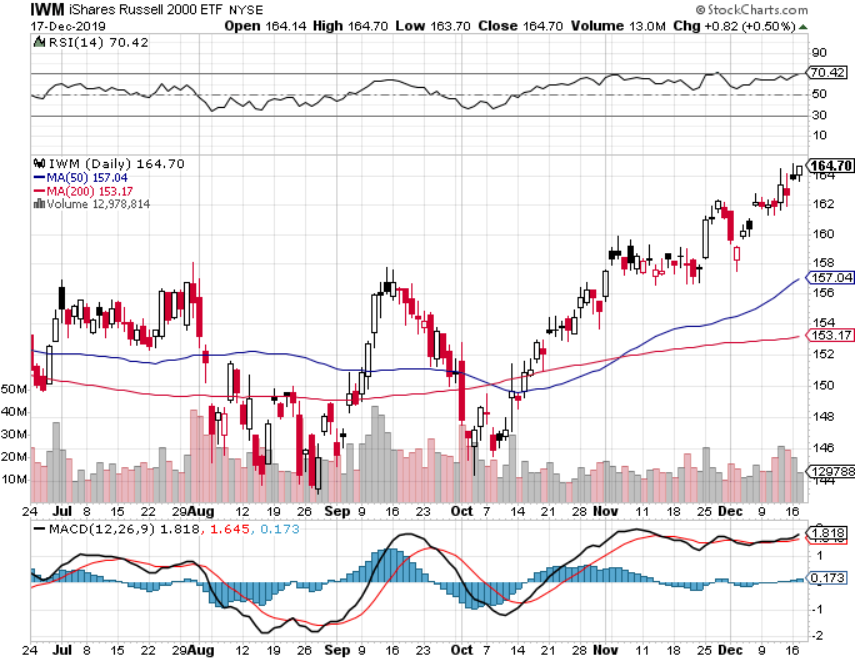 IWM iShares Russell 2000 ETF NYSE © StockCharts.com
17-Dec-2019 Open 164.14 High 164.70 Low 163.70 Close 164.70 Volume 13.0M Chg +0.82 (+0.50%)
RSI(14) 70.42
90
70.42
50
30
10
IWM (Daily) 164.70
MA(50) 157.04
MA(200) 153.17
Volume 12,978,814
164.70
164
162
160
158
157.04
156
154
153.17
152
150
148
146
12978814
144
50M
40M
30M
20M
10M
24 Jul 8 15 22 29 Aug 12 19 26 Sep 9 16 23 Oct 7 14 21 28 Nov 11 18 25 Dec 9 16
MACD(12,26,9) 1.818, 1.645, 0.173
1.818
1
0.173
-1
-2
24 Jul 8 15 22 29 Aug 12 19 26 Sep 9 16 23 Oct 7 14 21 28 Nov 11 18 25 Dec 9 16